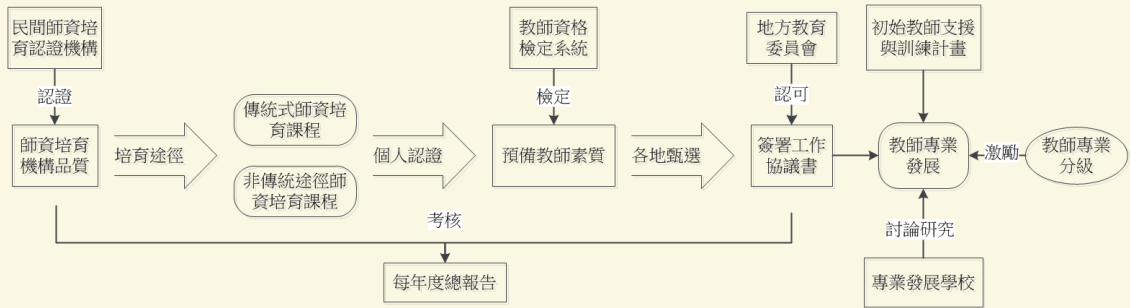 民間師資培
育認證機構
教師資格
檢定系統
地方教育
委員會
初始教師支援
與訓練計畫
認證
檢定
認可
師資培育
機構品質
培育途徑
傳統式師資培
育課程
非傳統途徑師
資培育課程
個人認證
預備教師素質
各地甄選
簽署工作
協議書
教師專業
發展
激勵
教師專業
分級
考核
討論研究
每年度總報告
專業發展學校